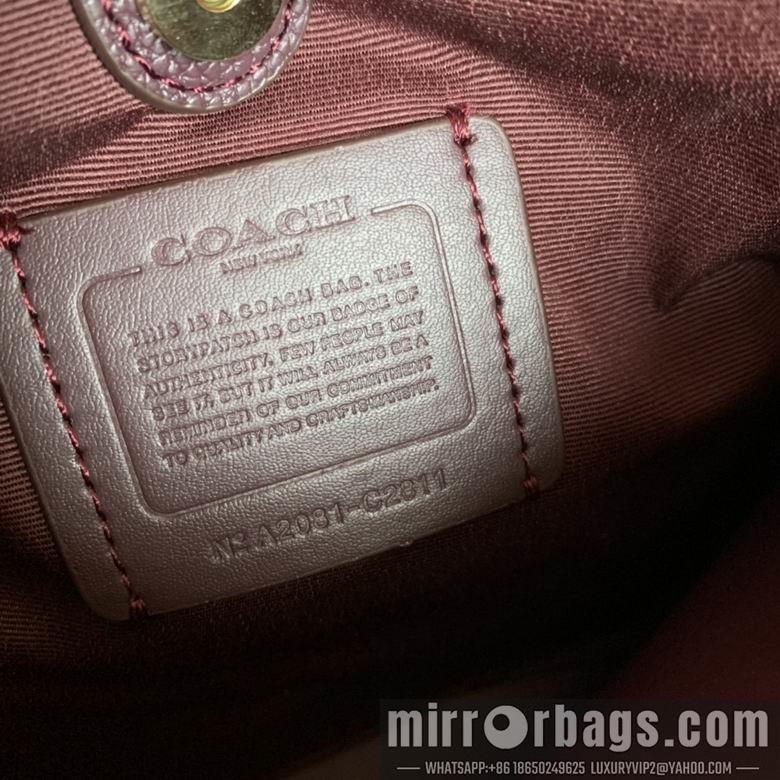 COACH
NEW YORK
THIS IS A COACH BAG. THE
STORYPATCH IS OUR BADGE OF
AUTHENTICITY. FEW PEOPLE MAY
SEE IT, BUT IT WILL ALWAYS BE A
REMINDER OF OUR COMMITMENT
TO QUALITY AND CRAFTSMANSHIP.
Nº A2031-C2811
mirrorbags.com
WHATSAPP:+86 18650249625 LUXURYVIP2@YAHOO.COM